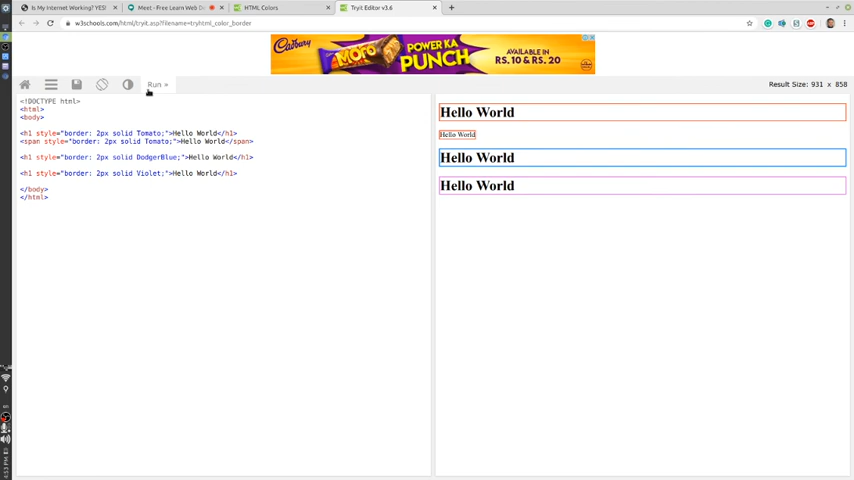 Is My Internet Working? YES!
Meet - Free Learn Web De
HTML Colors
Tryit Editor v3.6
w3schools.com/html/tryit.asp?filename=tryhtml_color_border
Cadbury
MORO
POWER KA
PUNCH
AVAILABLE IN
RS. 10 & RS. 20
Run »
Result Size: 931 x 858
<!DOCTYPE html>
<html>
<body>
<h1 style="border: 2px solid Tomato;">Hello World</h1>
<span style="border: 2px solid Tomato;">Hello World</span>
<h1 style="border: 2px solid DodgerBlue;">Hello World</h1>
<h1 style="border: 2px solid Violet;">Hello World</h1>
</body>
</html>
Hello World
Hello World
Hello World
Hello World
4:53 PM